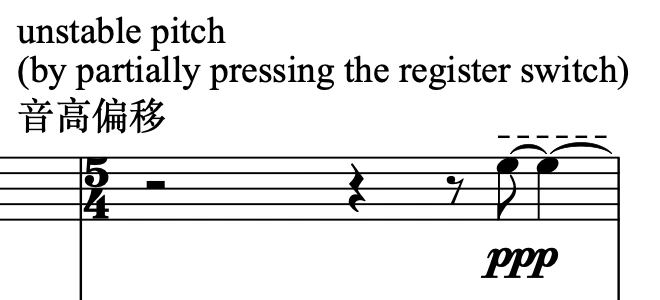 unstable pitch
(by partially pressing the register switch)
音高偏移
5
4
ppp